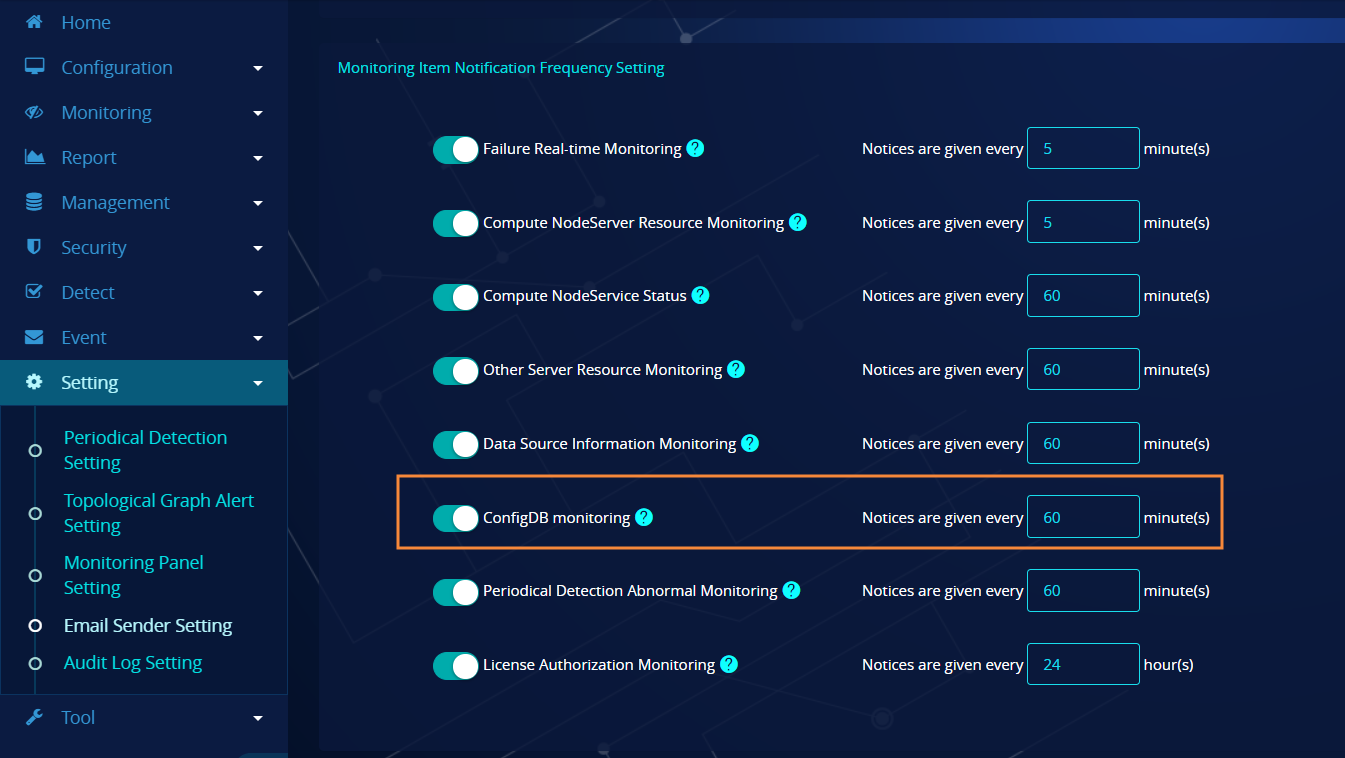 Home
Configuration
Monitoring
Report
Management
Security
Detect
Event
Setting
Periodical Detection
Setting
Topological Graph Alert
Setting
Monitoring Panel
Setting
Email Sender Setting
Audit Log Setting
Tool
Monitoring Item Notification Frequency Setting
Failure Real-time Monitoring ? Notices are given every 5 minute(s)
Compute NodeServer Resource Monitoring ? Notices are given every 5 minute(s)
Compute NodeService Status ? Notices are given every 60 minute(s)
Other Server Resource Monitoring ? Notices are given every 60 minute(s)
Data Source Information Monitoring ? Notices are given every 60 minute(s)
ConfigDB monitoring ? Notices are given every 60 minute(s)
Periodical Detection Abnormal Monitoring ? Notices are given every 60 minute(s)
License Authorization Monitoring ? Notices are given every 24 hour(s)